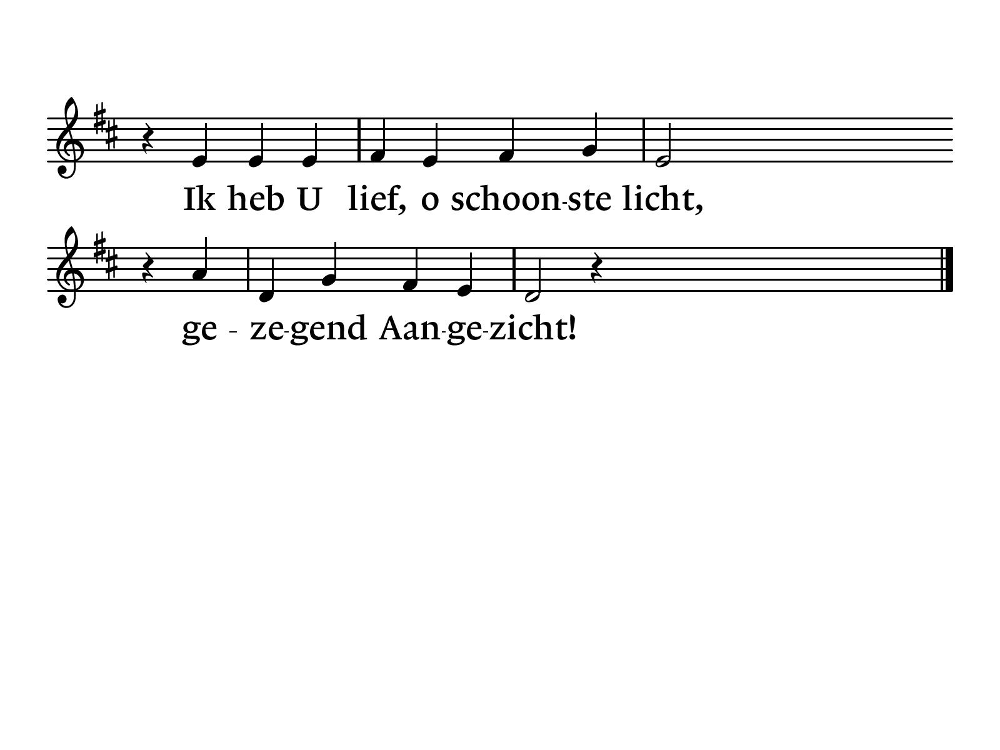 Ik heb U lief, o schoon-ste licht,
ge - ze-gend Aan-ge-zicht!